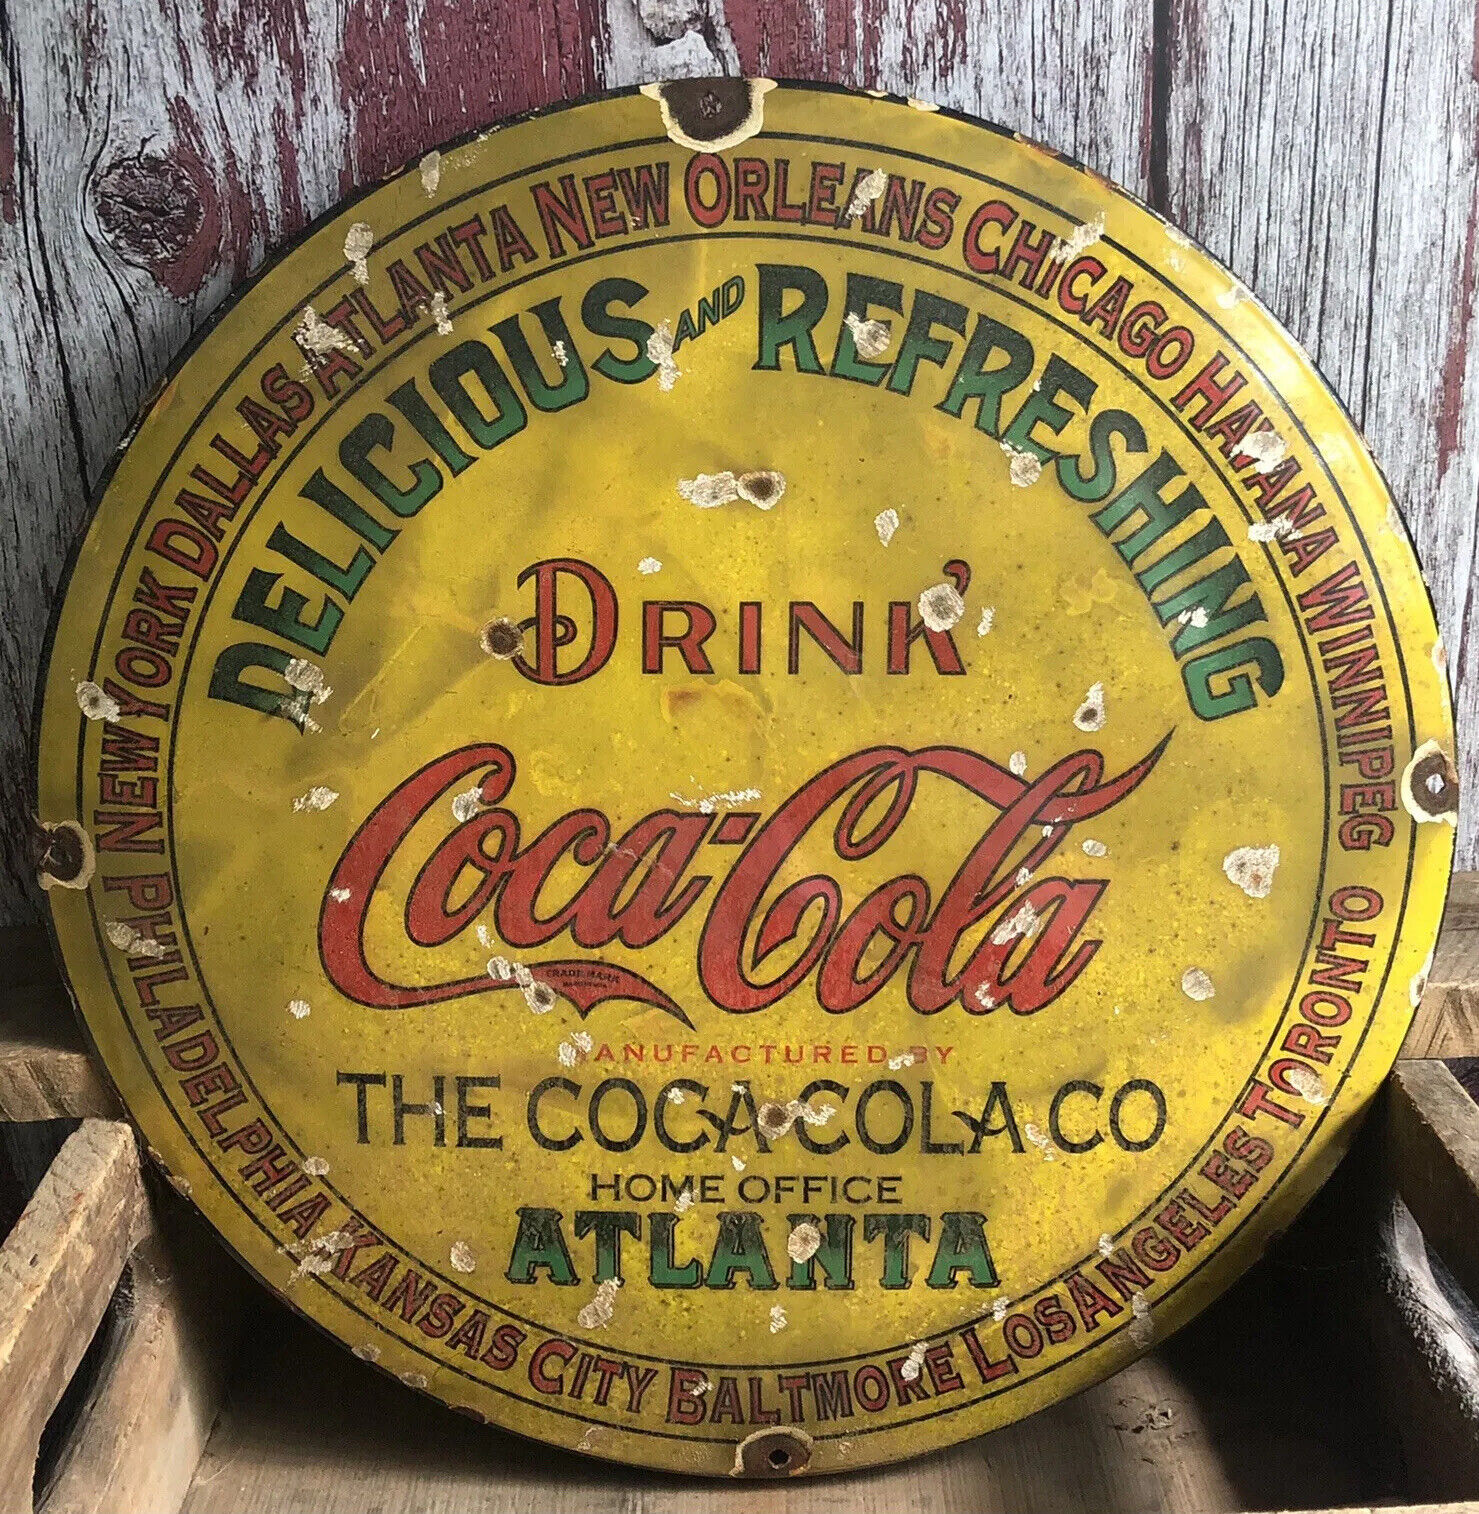 NEW YORK DALLAS ATLANTA NEW ORLEANS CHICAGO HAVANA WINNIPEG
PHILADELPHIA KANSAS CITY BALTMORE LOS ANGELES TORONTO
DELICIOUS AND REFRESHING
DRINK
Coca-Cola
TRADE MARK
MANUFACTURED BY
THE COCA COLA CO
HOME OFFICE
ATLANTA